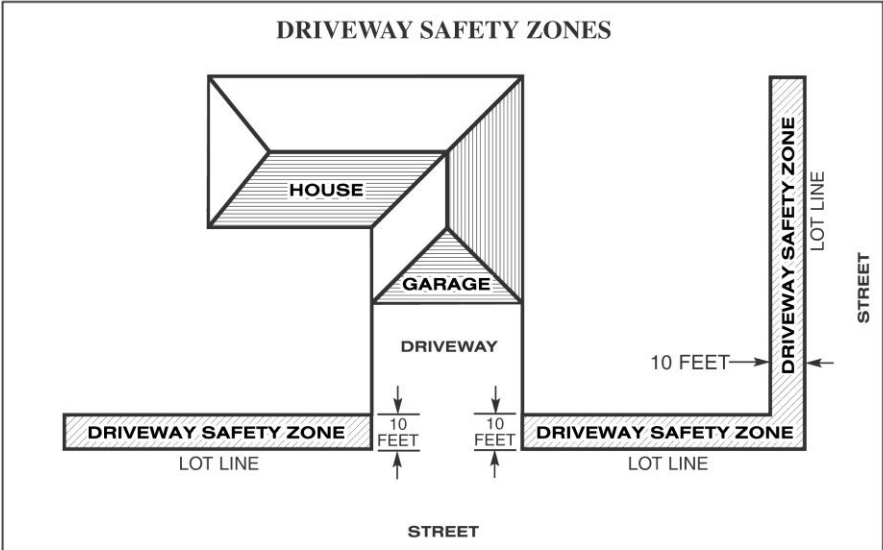 DRIVEWAY SAFETY ZONES
HOUSE
GARAGE
DRIVEWAY
DRIVEWAY SAFETY ZONE
LOT LINE
STREET
10 FEET
10
FEET
10
FEET
DRIVEWAY SAFETY ZONE
DRIVEWAY SAFETY ZONE
LOT LINE
LOT LINE
STREET